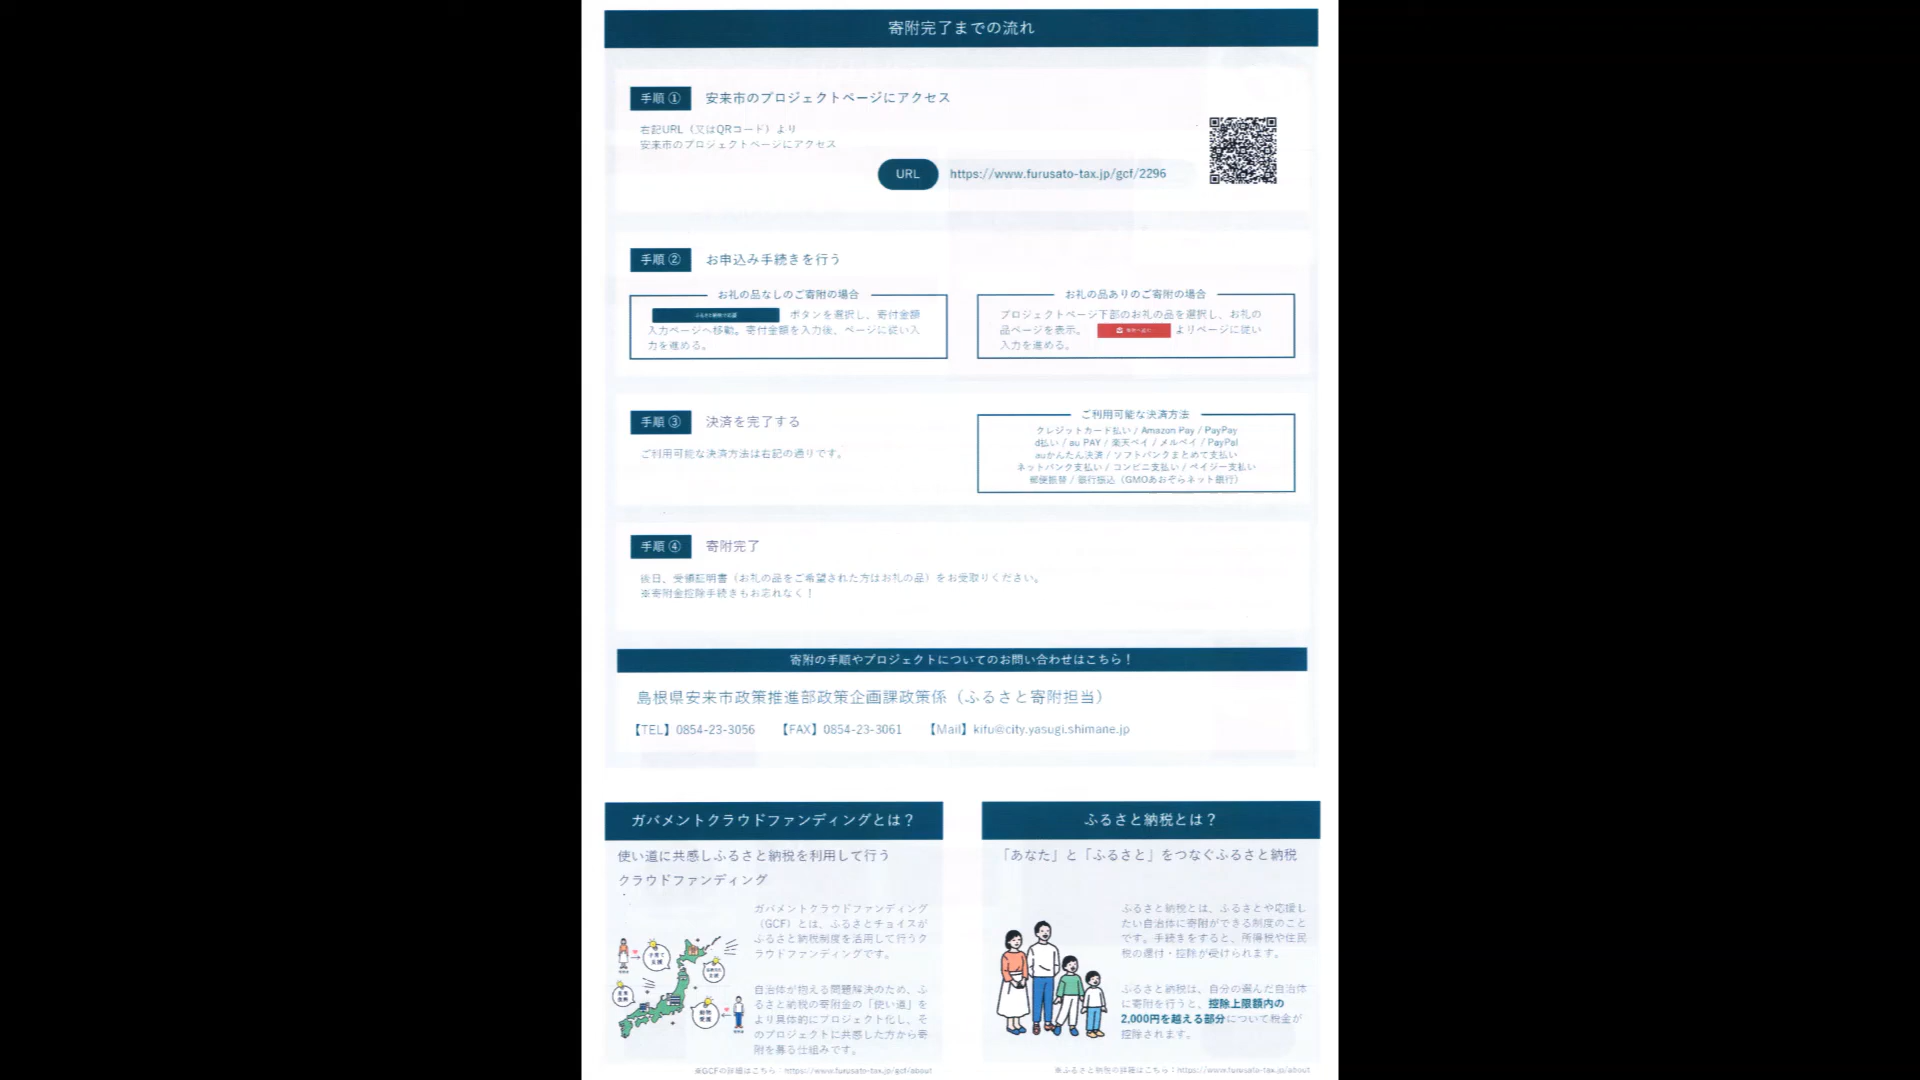 寄附完了までの流れ
手順 ① 安来市のプロジェクトページにアクセス
右記URL（又はQRコード）より
安来市のプロジェクトページにアクセス
URL https://www.furusato-tax.jp/gcf/2296
手順 ② お申込み手続きを行う
お礼の品なしのご寄附の場合
ボタンを選択し、寄付金額
入力ページへ移動。寄付金額を入力後、ページに従い入
力を進める。
お礼の品ありのご寄附の場合
プロジェクトページ下部のお礼の品を選択し、お礼の
品ページを表示。 よりページに従い
入力を進める。
手順 ③ 決済を完了する
ご利用可能な決済方法は右記の通りです。
ご利用可能な決済方法
クレジットカード払い / Amazon Pay / PayPay
d払い / au PAY / 楽天ペイ / メルペイ / PayPal
auかんたん決済 / ソフトバンクまとめて支払い
ネットバンク支払い / コンビニ支払い / ペイジー支払い
郵便振替 / 銀行振込（GMOあおぞらネット銀行）
手順 ④ 寄附完了
後日、受領証明書（お礼の品をご希望された方はお礼の品）をお受取りください。
※寄附金控除手続きもお忘れなく！
寄附の手順やプロジェクトについてのお問い合わせはこちら！
島根県安来市政策推進部政策企画課政策係（ふるさと寄附担当）
【TEL】0854-23-3056 【FAX】0854-23-3061 【Mail】kifu@city.yasugi.shimane.jp
ガバメントクラウドファンディングとは？
使い道に共感しふるさと納税を利用して行う
クラウドファンディング
ガバメントクラウドファンディング
（GCF）とは、ふるさとチョイスが
ふるさと納税制度を活用して行うク
ラウドファンディングです。
自治体が抱える問題解決のため、ふ
るさと納税の寄附金の「使い道」を
より具体的にプロジェクト化し、そ
のプロジェクトに共感した方から寄
附を募る仕組みです。
※GCFの詳細はこちら：https://www.furusato-tax.jp/gcf/about
ふるさと納税とは？
「あなた」と「ふるさと」をつなぐふるさと納税
ふるさと納税とは、ふるさとや応援し
たい自治体に寄附ができる制度のこと
です。手続きをすると、所得税や住民
税の還付・控除が受けられます。
ふるさと納税は、自分の選んだ自治体
に寄附を行うと、控除上限額内の
2,000円を越える部分について税金が
控除されます。
※ふるさと納税の詳細はこちら：https://www.furusato-tax.jp/about